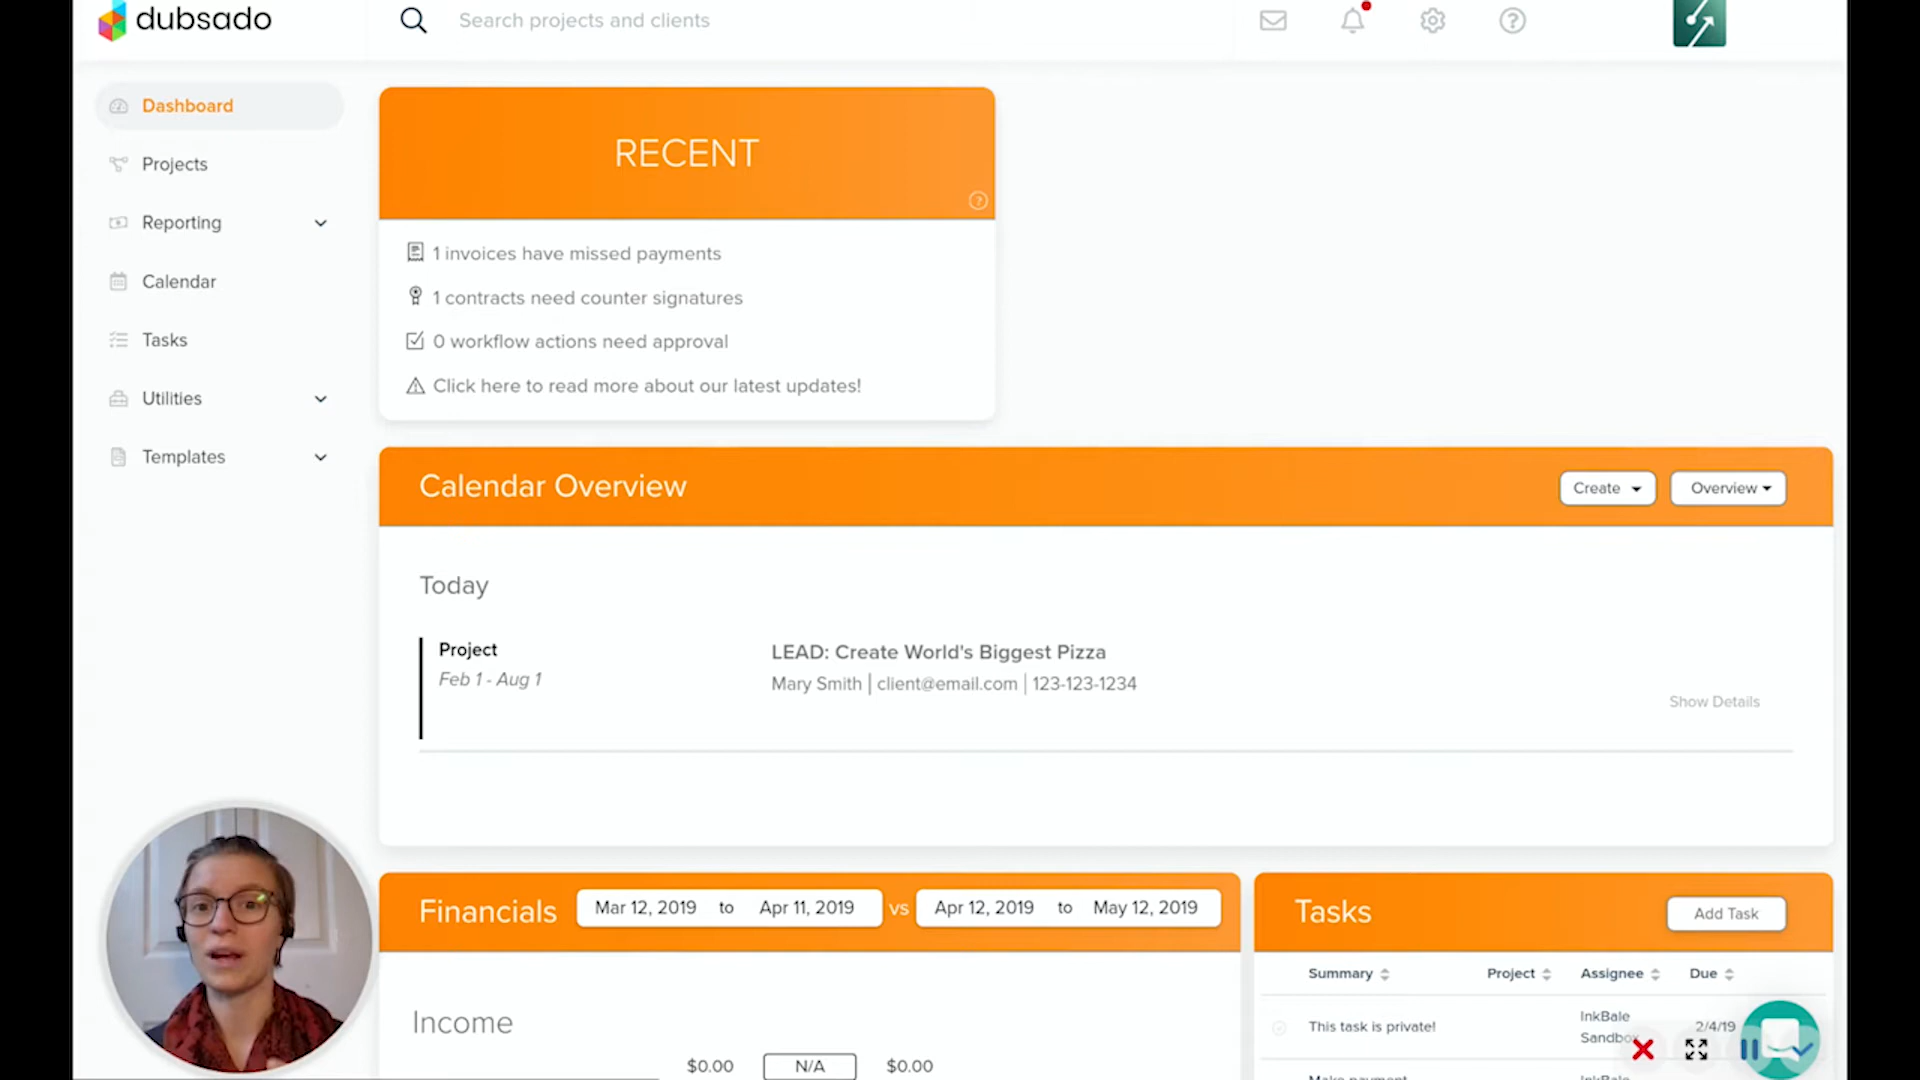 dubsado
Search projects and clients
Dashboard
Projects
Reporting
Calendar
Tasks
Utilities
Templates
RECENT
1 invoices have missed payments
1 contracts need counter signatures
0 workflow actions need approval
Click here to read more about our latest updates!
Calendar Overview
Create
Overview
Today
Project
Feb 1 - Aug 1
LEAD: Create World's Biggest Pizza
Mary Smith | client@email.com | 123-123-1234
Show Details
Financials
Mar 12, 2019 to Apr 11, 2019 vs Apr 12, 2019 to May 12, 2019
Income
$0.00 N/A $0.00
Tasks
Add Task
Summary Project Assignee Due
This task is private! InkBale Sandbox 2/4/19
Make payment InkBale